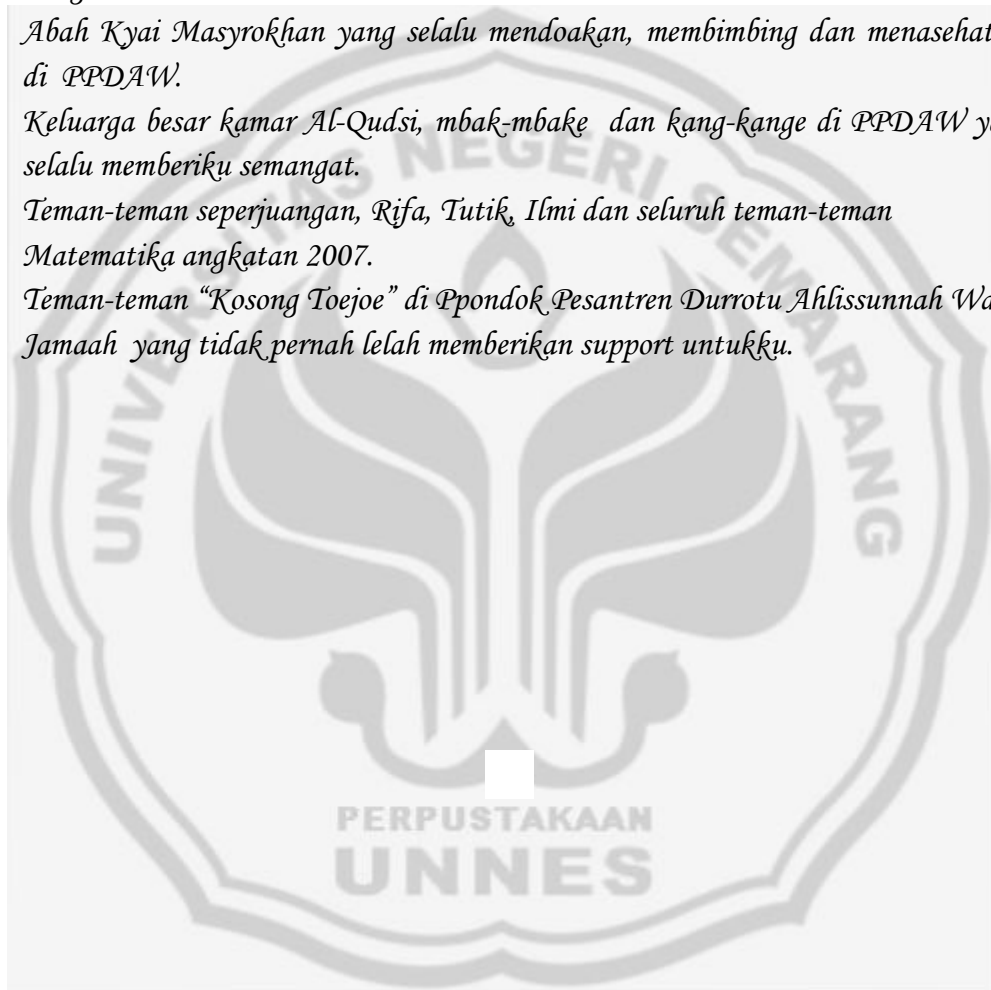 Abah Kyai Masyrokhan yang selalu mendoakan, membimbing dan menasehat
di PPDAW.
Keluarga besar kamar Al-Qudsi, mbak-mbake dan kang-kange di PPDAW y
selalu memberiku semangat.
Teman-teman seperjuangan, Rifa, Tutik, Ilmi dan seluruh teman-teman
Matematika angkatan 2007.
Teman-teman “Kosong Toejoe” di Ppondok Pesantren Durrotu Ahlissunnah Wa
Jamaah yang tidak pernah lelah memberikan support untukku.
UNIVERSITAS NEGERI SEMARANG
PERPUSTAKAAN
UNNES